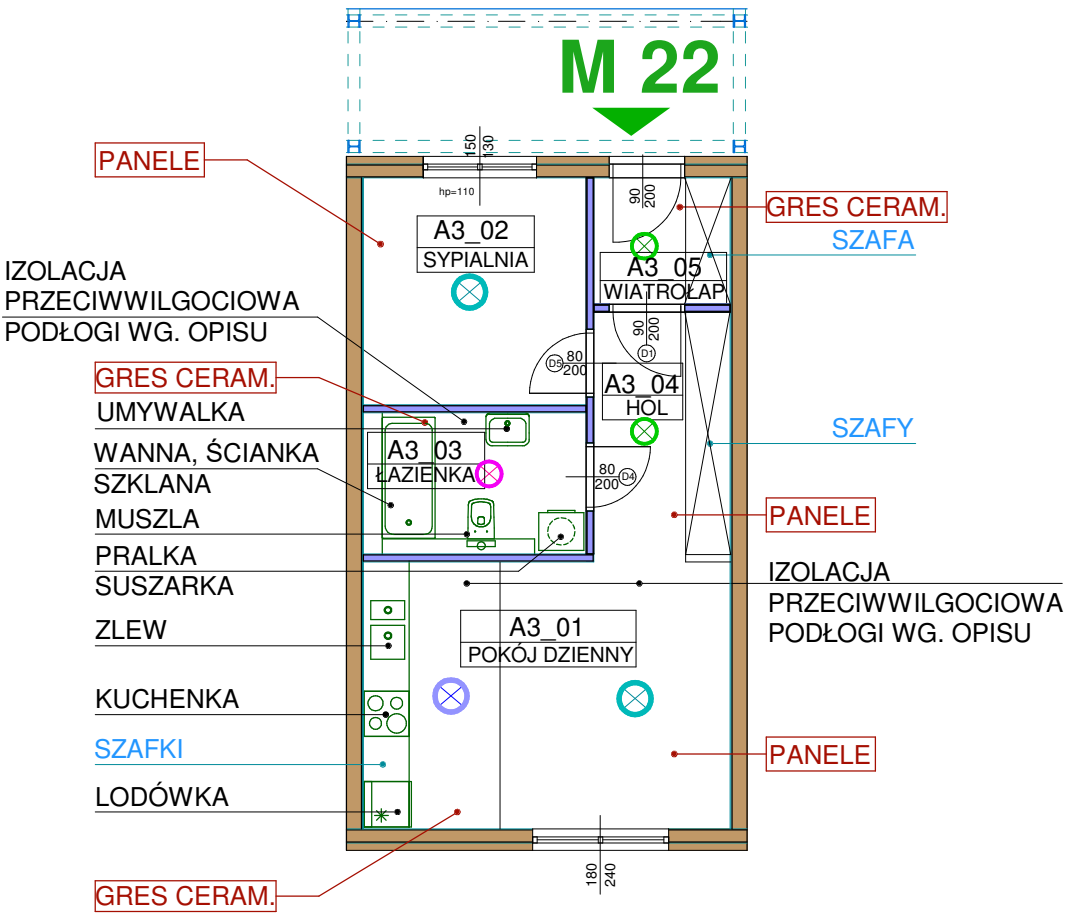 M 22
150
130
hp=110
PANELE
A3_02
SYPIALNIA
90
200
GRES CERAM.
SZAFA
A3_05
WIATROŁAP
IZOLACJA
PRZECIWWILGOCIOWA
PODŁOGI WG. OPISU
90
200
D1
D5
80
200
A3_04
HOL
GRES CERAM.
UMYWALKA
SZAFY
A3_03
ŁAZIENKA
WANNA, ŚCIANKA
SZKLANA
80
200
D4
MUSZLA
PANELE
PRALKA
SUSZARKA
IZOLACJA
PRZECIWWILGOCIOWA
PODŁOGI WG. OPISU
ZLEW
A3_01
POKÓJ DZIENNY
KUCHENKA
SZAFKI
PANELE
LODÓWKA
180
240
GRES CERAM.